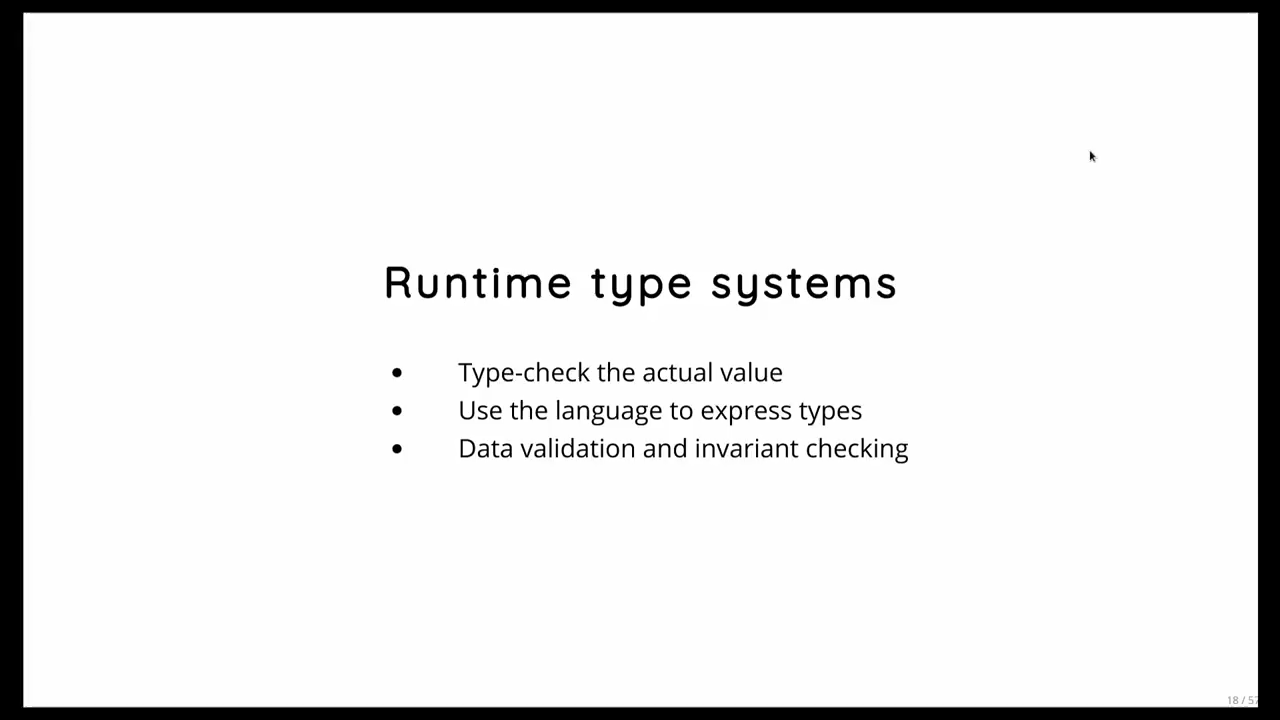 Runtime type systems
• Type-check the actual value
• Use the language to express types
• Data validation and invariant checking
18 / 57